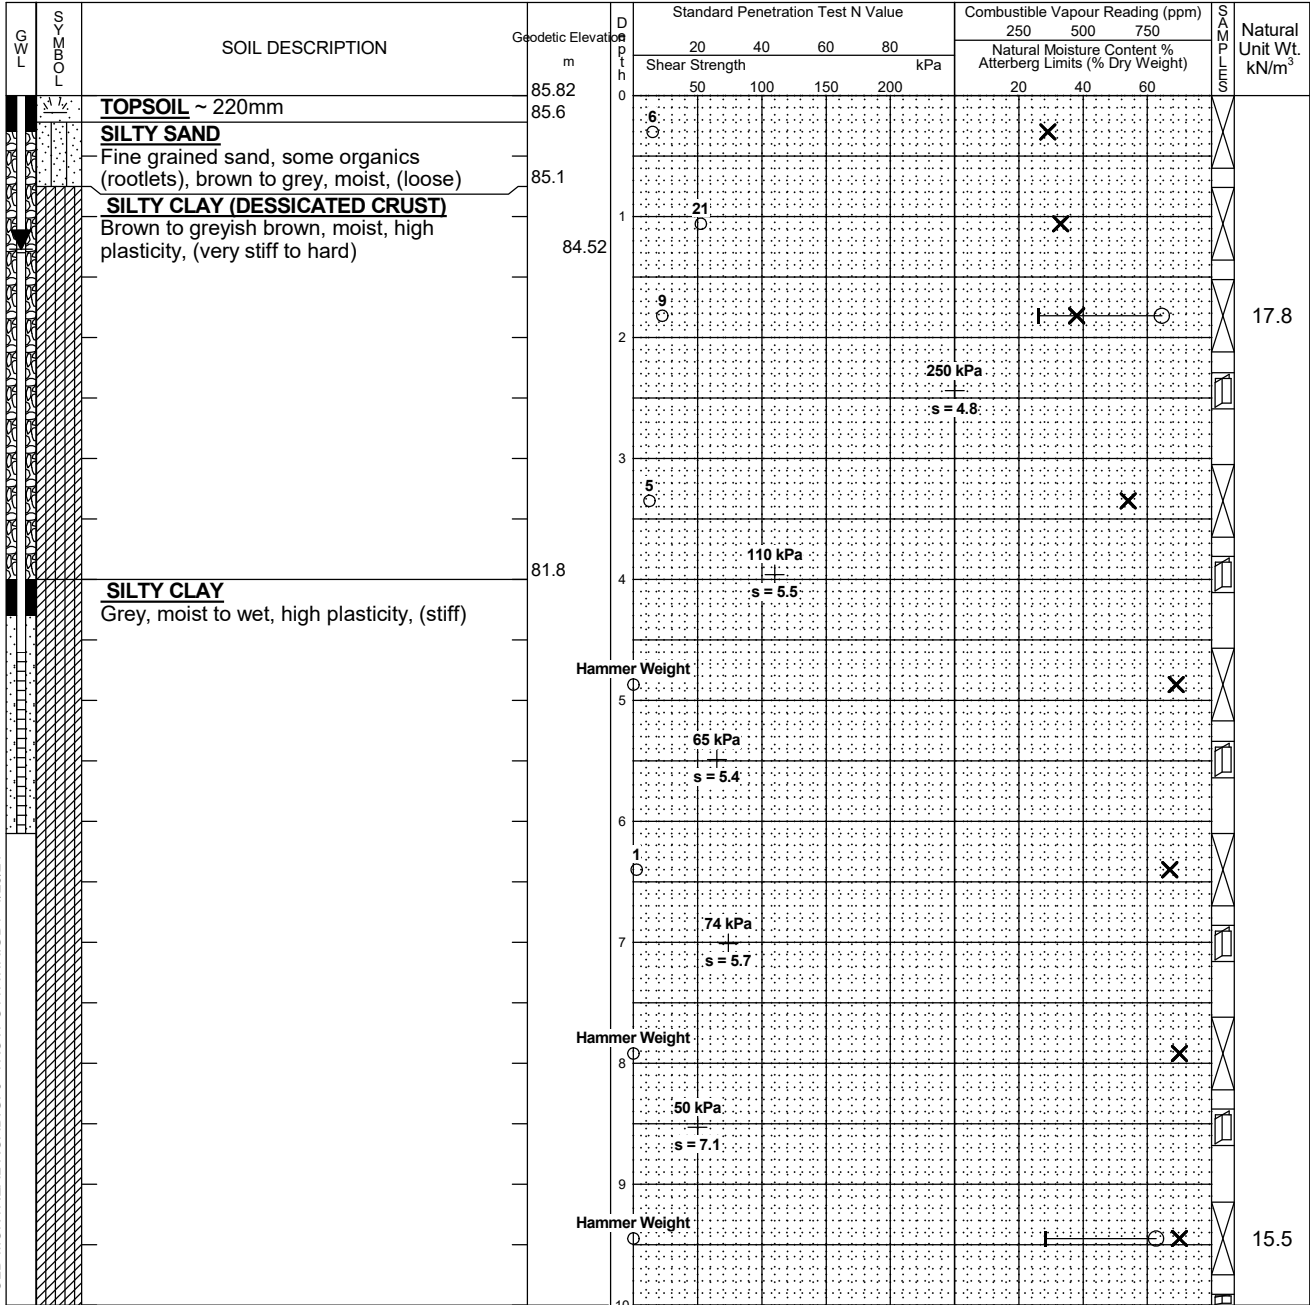 GWL
SYMBOL
SOIL DESCRIPTION
Geodetic Elevation
m
Depth
Standard Penetration Test N Value
20 40 60 80
Shear Strength kPa
50 100 150 200
Combustible Vapour Reading (ppm)
250 500 750
Natural Moisture Content %
Atterberg Limits (% Dry Weight)
20 40 60
SAMPLES
Natural
Unit Wt.
kN/m³
85.82
0
TOPSOIL ~ 220mm
85.6
6
SILTY SAND
Fine grained sand, some organics
(rootlets), brown to grey, moist, (loose)
85.1
SILTY CLAY (DESSICATED CRUST)
Brown to greyish brown, moist, high
plasticity, (very stiff to hard)
21
1
84.52
9
17.8
2
250 kPa
s = 4.8
3
5
110 kPa
81.8
4
s = 5.5
SILTY CLAY
Grey, moist to wet, high plasticity, (stiff)
Hammer Weight
5
65 kPa
s = 5.4
6
1
74 kPa
7
s = 5.7
Hammer Weight
8
50 kPa
s = 7.1
9
Hammer Weight
15.5
10